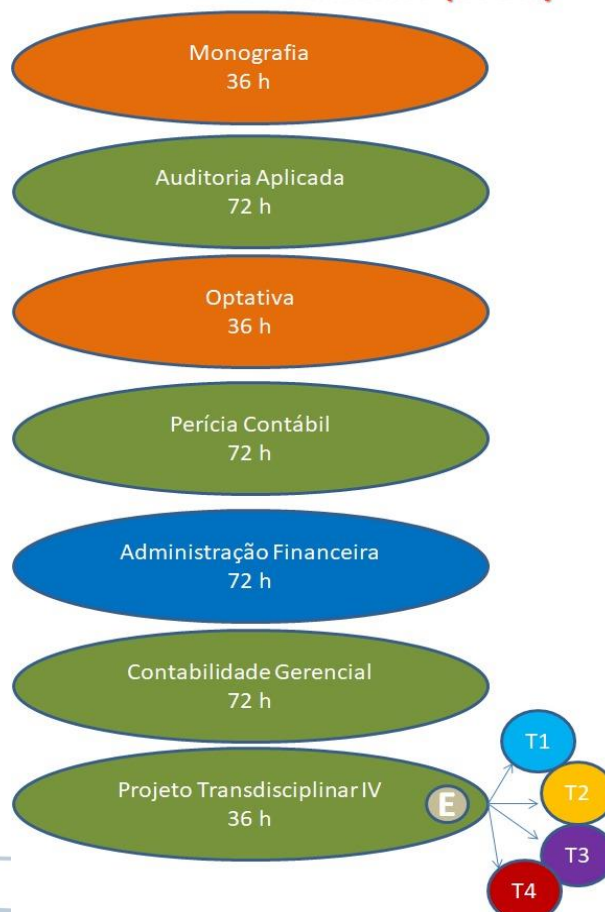 Monografia
36 h
Auditoria Aplicada
72 h
Optativa
36 h
Perícia Contábil
72 h
Administração Financeira
72 h
Contabilidade Gerencial
72 h
Projeto Transdisciplinar IV
36 h
E
T1
T2
T3
T4